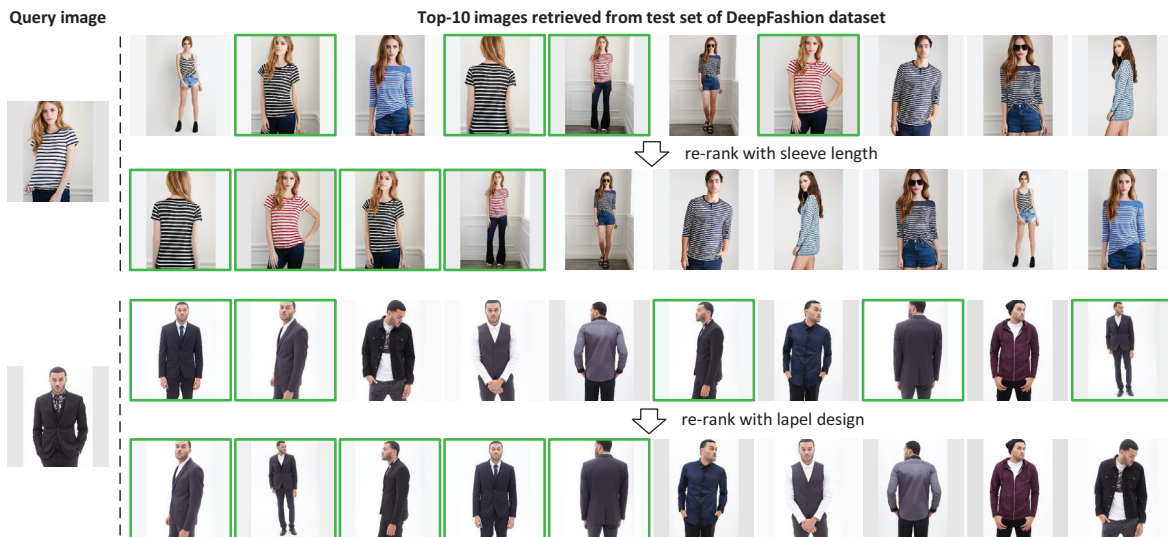 Query image
Top-10 images retrieved from test set of DeepFashion dataset
re-rank with sleeve length
re-rank with lapel design